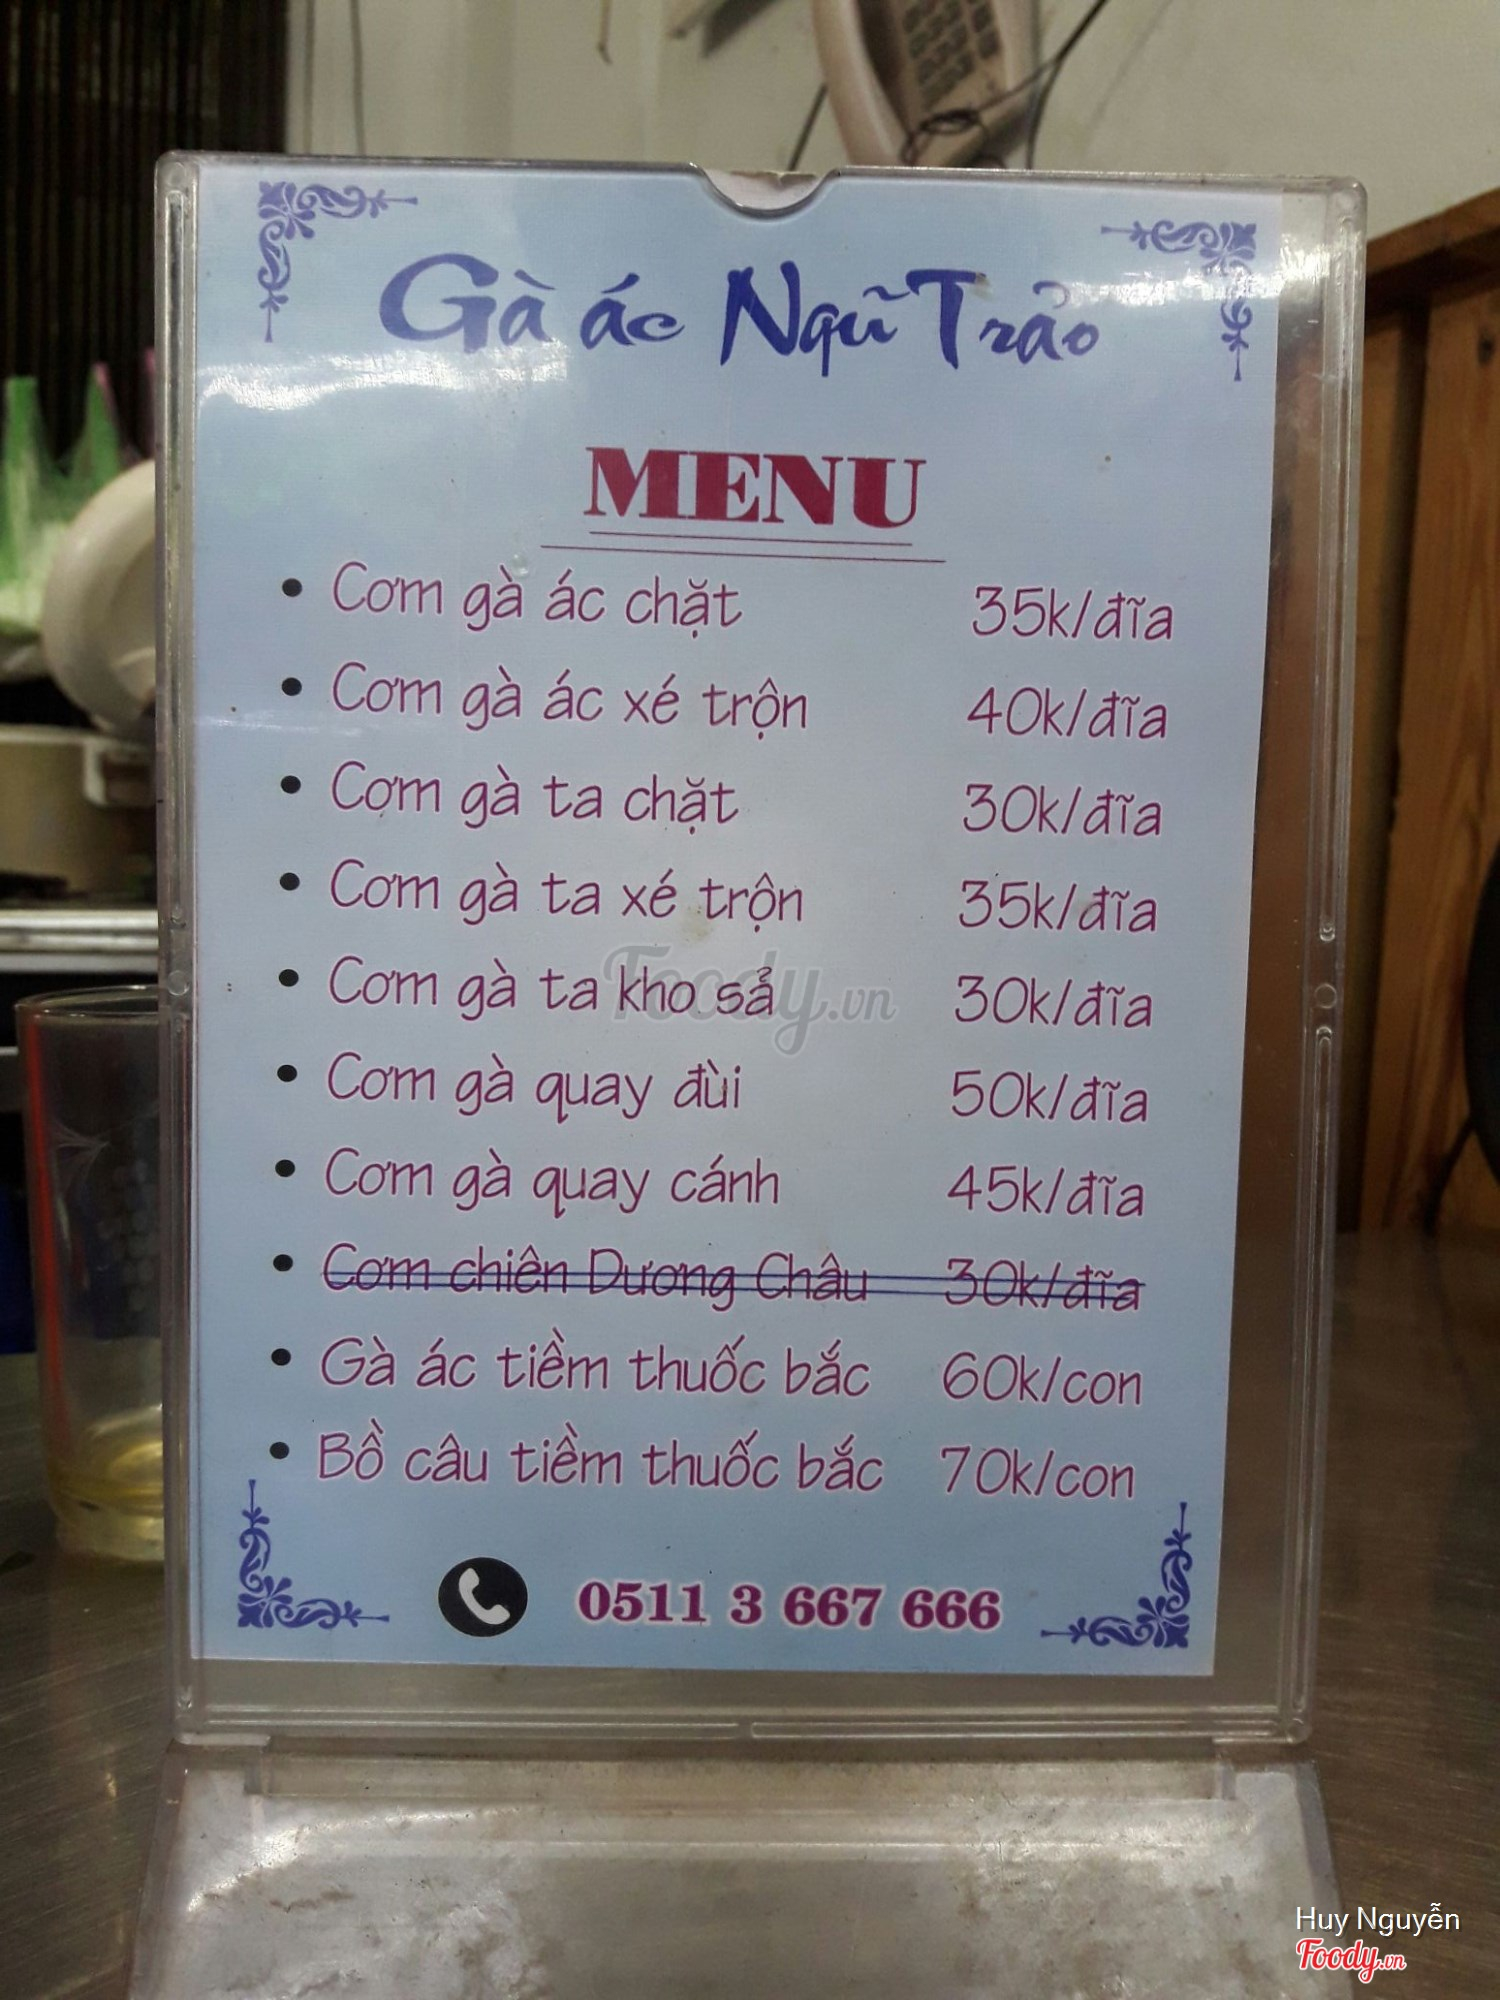 Gà ác Ngũ Trảo
MENU
• Cơm gà ác chặt 35k/đĩa
• Cơm gà ác xé trộn 40k/đĩa
• Cơm gà ta chặt 30k/đĩa
• Cơm gà ta xé trộn 35k/đĩa
• Cơm gà ta kho sả 30k/đĩa
• Cơm gà quay đùi 50k/đĩa
• Cơm gà quay cánh 45k/đĩa
• Cơm chiên Dương Châu 30k/đĩa
• Gà ác tiềm thuốc bắc 60k/con
• Bồ câu tiềm thuốc bắc 70k/con
0511 3 667 666
Foody.vn
Huy Nguyễn
Foody.vn